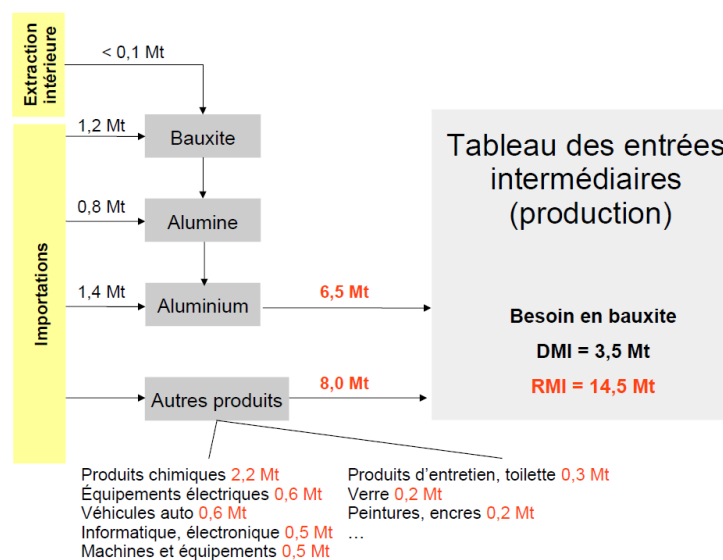 Extraction
intérieure
< 0,1 Mt
Importations
1,2 Mt
Bauxite
0,8 Mt
Alumine
1,4 Mt
Aluminium
6,5 Mt
Autres produits
8,0 Mt
Tableau des entrées
intermédiaires
(production)
Besoin en bauxite
DMI = 3,5 Mt
RMI = 14,5 Mt
Produits chimiques 2,2 Mt
Équipements électriques 0,6 Mt
Véhicules auto 0,6 Mt
Informatique, électronique 0,5 Mt
Machines et équipements 0,5 Mt
Produits d'entretien, toilette 0,3 Mt
Verre 0,2 Mt
Peintures, encres 0,2 Mt
…